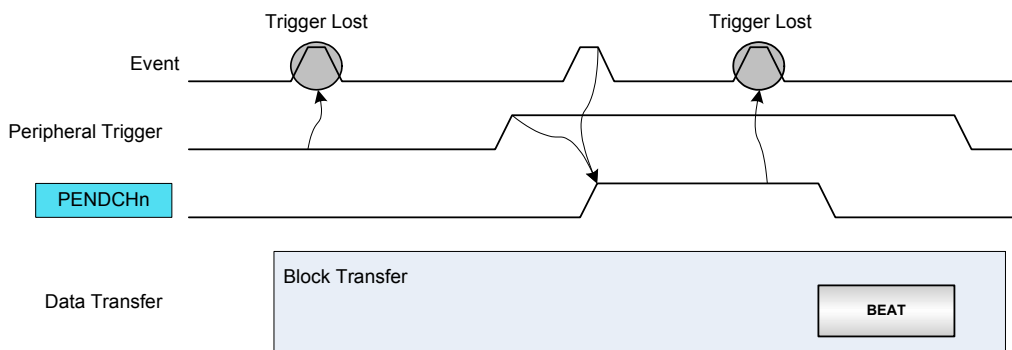 Trigger Lost
Trigger Lost
Event
Peripheral Trigger
PENDCHn
Block Transfer
Data Transfer
BEAT